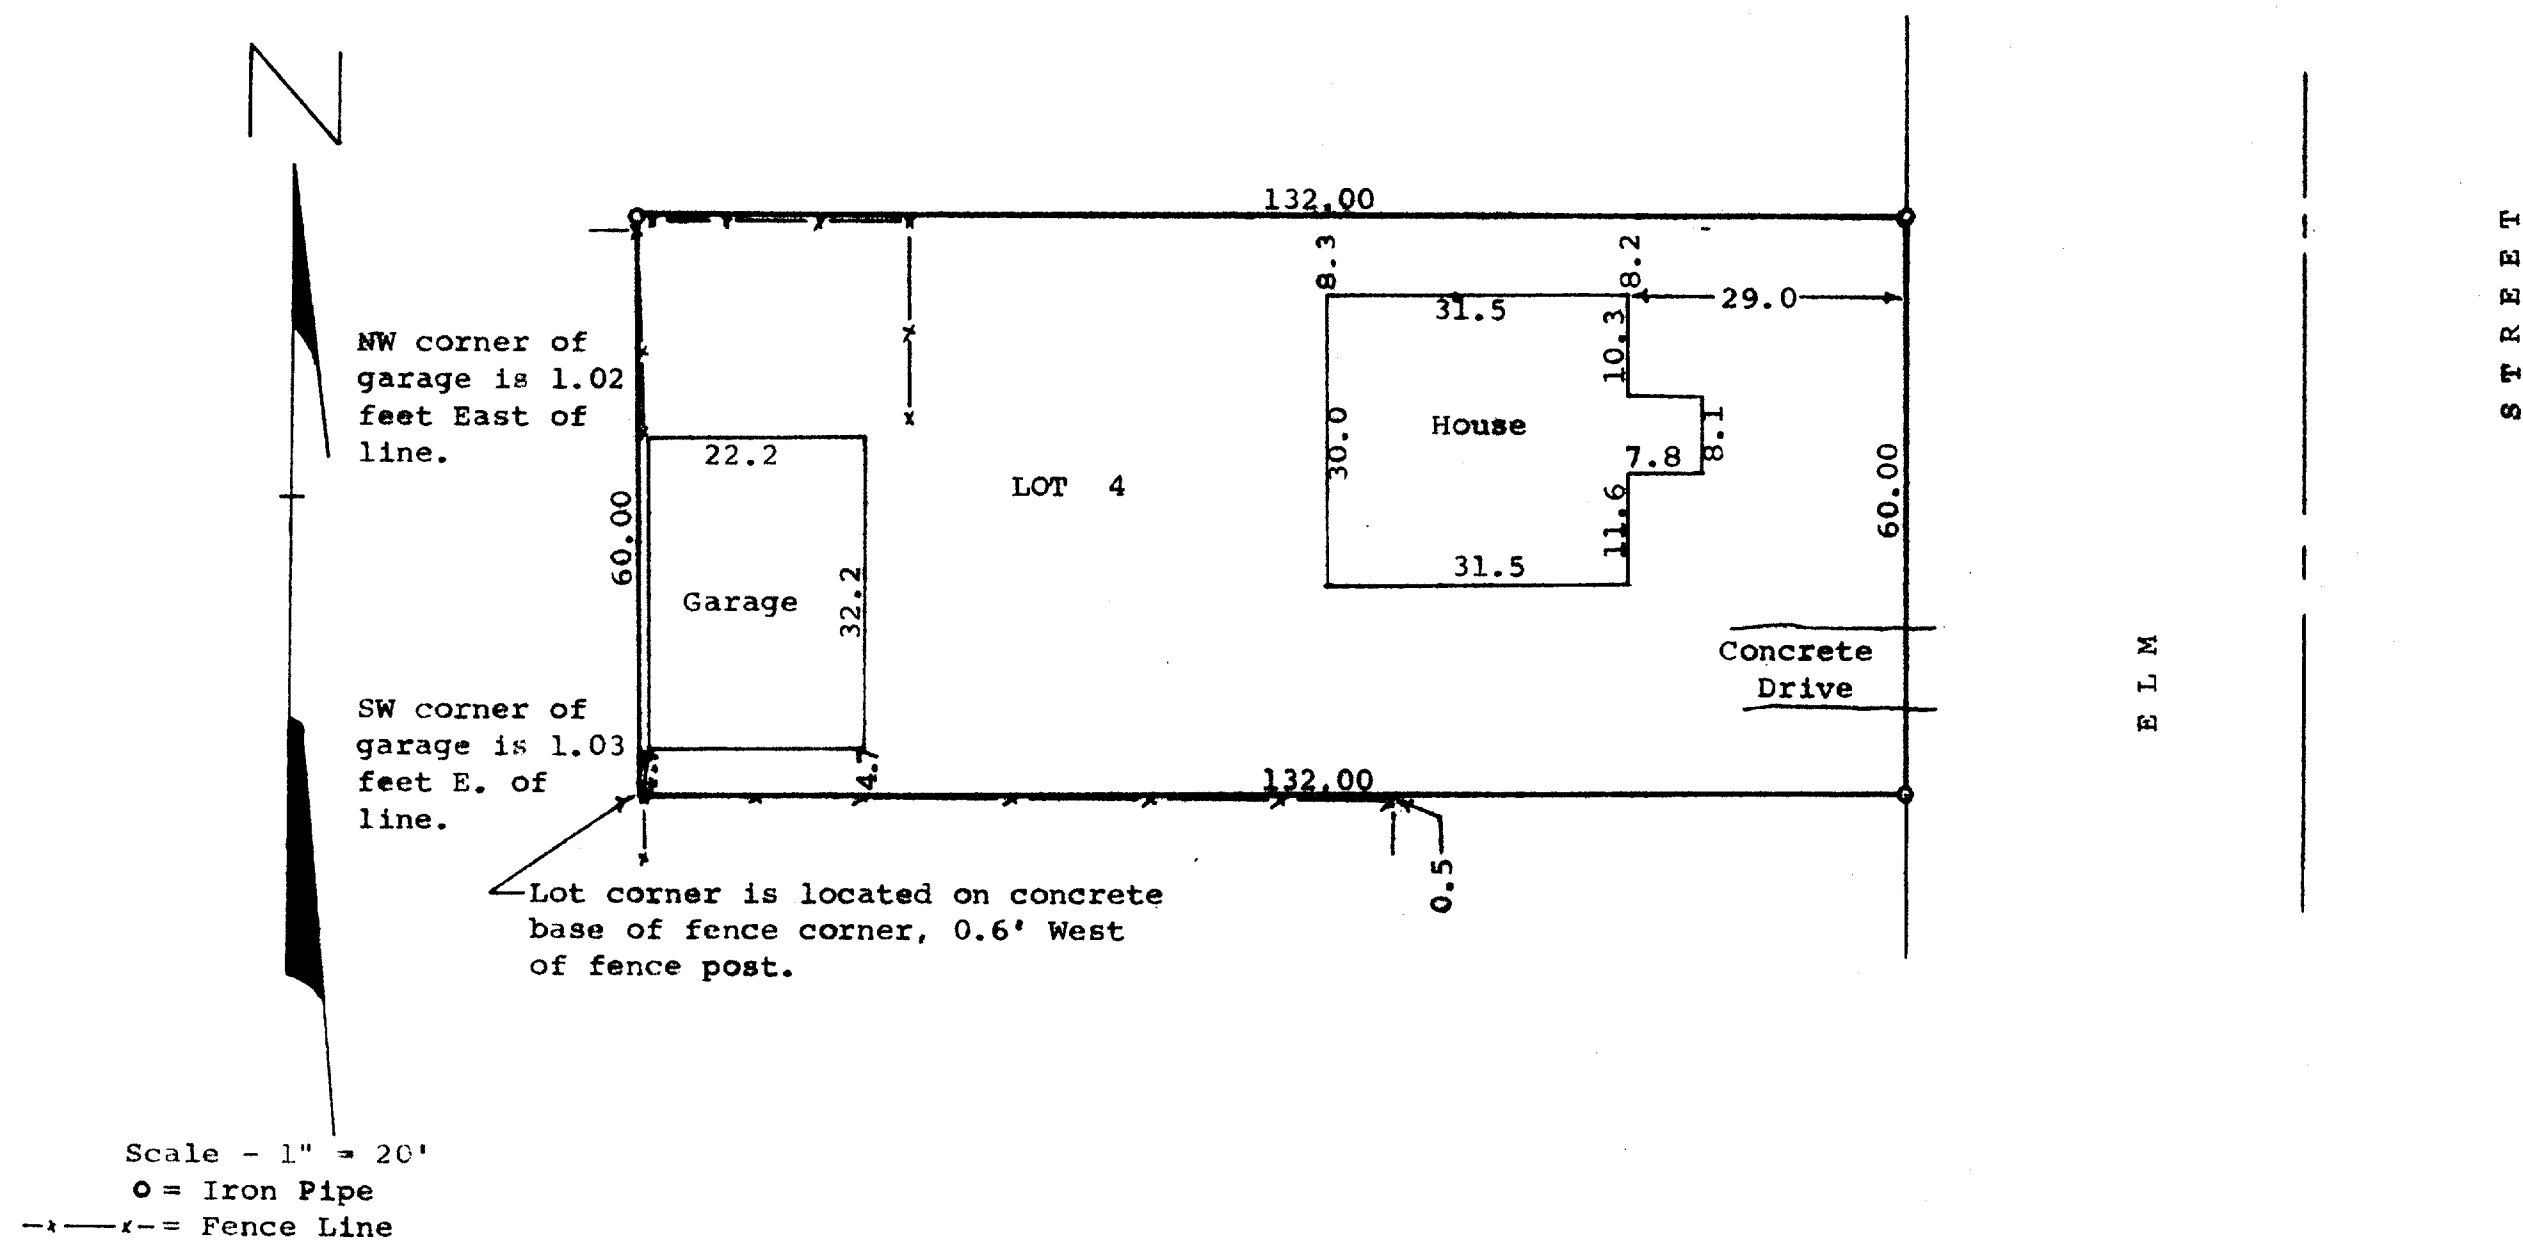 N
132.00
8.3
8.2
31.5
29.0
10.3
NW corner of
garage is 1.02
feet East of
line.
22.2
House
30.0
7.8
8.1
LOT 4
60.00
60.00
11.6
31.5
Garage
32.2
Concrete
Drive
SW corner of
garage is 1.03
feet E. of
line.
4.7
132.00
0.5
Lot corner is located on concrete
base of fence corner, 0.6' West
of fence post.
ELM
STREET
Scale - 1" = 20'
o = Iron Pipe
-x---x- = Fence Line